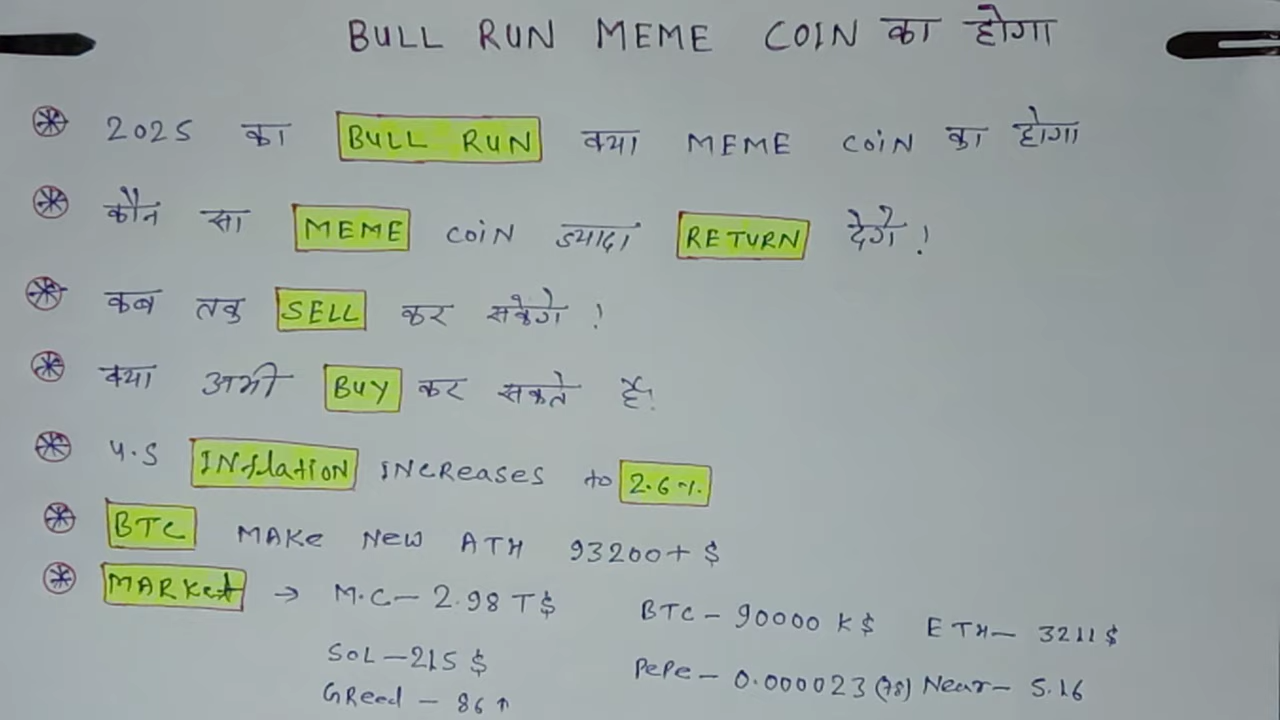 BULL RUN MEME COIN का होगा
2025 का BULL RUN क्या MEME COiN का होगा
कौन सा MEME COiN ज्यादा RETURN देगे !
कब तक SELL कर सकेगे !
क्या अभी BUY कर सकते हैं!
U.S INflATiON iNCReaseS to 2.6%
BTC MAKe NeW ATH 93200+ $
MARKet → M.C - 2.98 T$ BTC - 90000 K$ ETH - 3211 $
SOL - 215 $ PePe - 0.000023 (78) Near - 5.16
GReed - 86 ↑